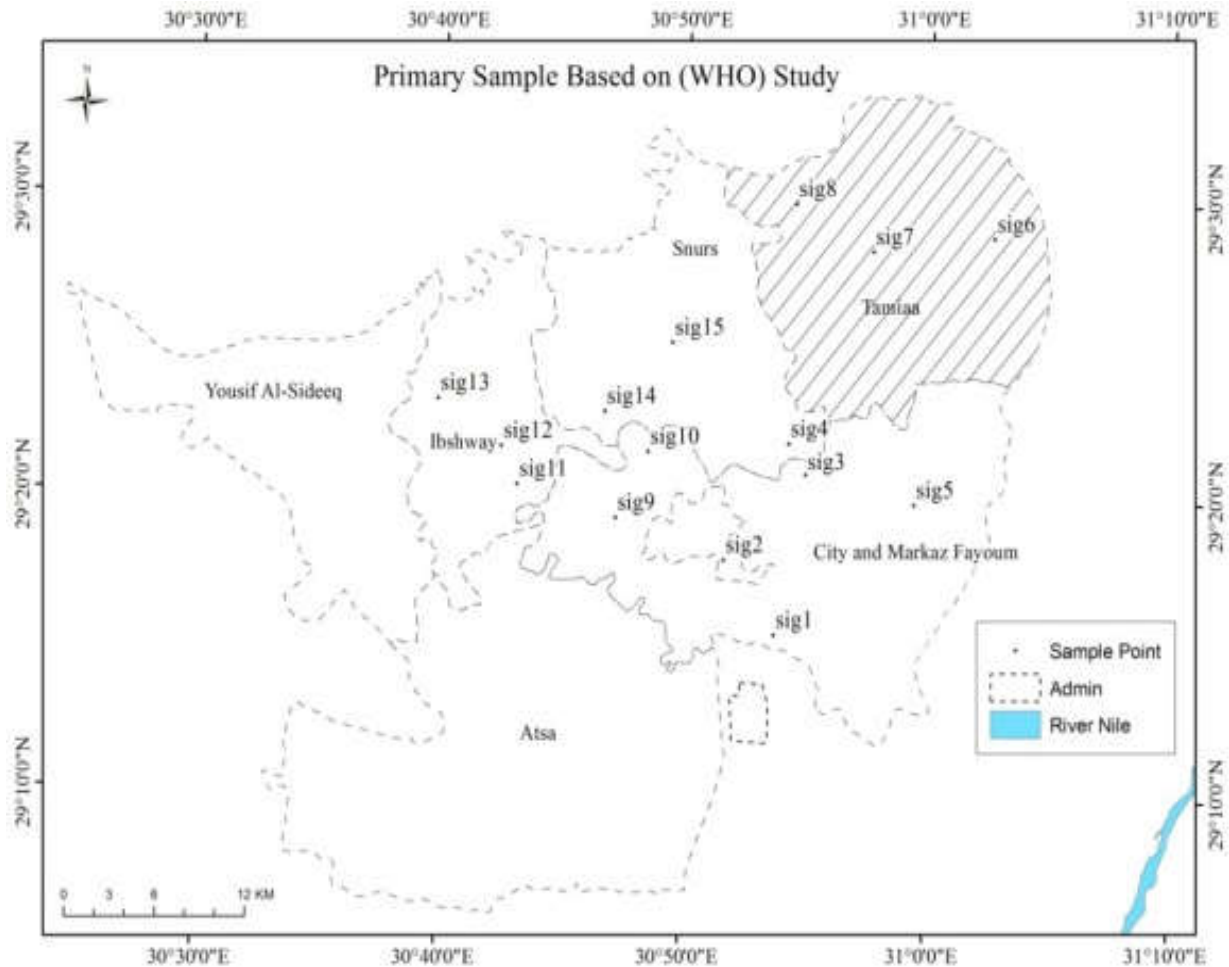 30°30'0"E 30°40'0"E 30°50'0"E 31°0'0"E 31°10'0"E
Primary Sample Based on (WHO) Study
N
29°30'0"N
29°30'0"N
sig8
sig6
sig7
Snurs
Tamiaa
sig15
Yousif Al-Sideeq
sig13
sig14
Ibshway
sig12
sig10
sig4
sig11
sig3
29°20'0"N
29°20'0"N
sig9
sig5
sig2
City and Markaz Fayoum
sig1
Sample Point
Admin
River Nile
Atsa
29°10'0"N
29°10'0"N
0 3 6 12 KM
30°30'0"E 30°40'0"E 30°50'0"E 31°0'0"E 31°10'0"E